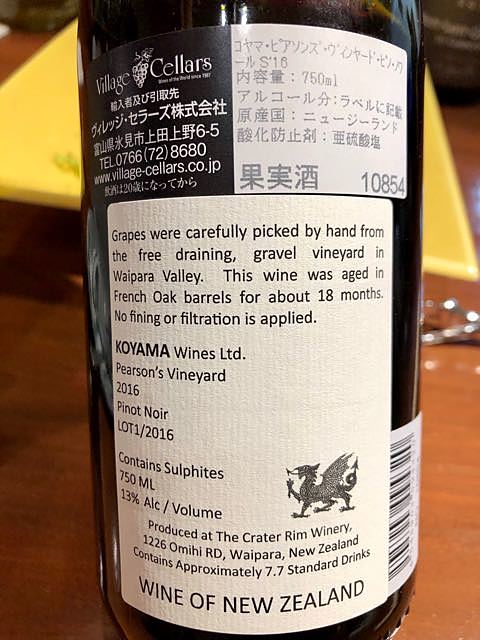 Village Cellars
Wines of the World since 1987
輸入者及び引取先
ヴィレッジ・セラーズ株式会社
富山県氷見市上田上野6-5
TEL.0766(72)8680
www.village-cellars.co.jp
飲酒は20歳になってから
コヤマ・ピアソンズ・ヴィンヤード・ピノ・ノワ
ールS'16
内容量：750ml
アルコール分：ラベルに記載
原産国：ニュージーランド
酸化防止剤：亜硫酸塩
果実酒 10854
Grapes were carefully picked by hand from
the free draining, gravel vineyard in
Waipara Valley. This wine was aged in
French Oak barrels for about 18 months.
No fining or filtration is applied.
KOYAMA Wines Ltd.
Pearson's Vineyard
2016
Pinot Noir
LOT1/2016
Contains Sulphites
750 ML
13% Alc / Volume
Produced at The Crater Rim Winery,
1226 Omihi RD, Waipara, New Zealand
Contains Approximately 7.7 Standard Drinks
WINE OF NEW ZEALAND